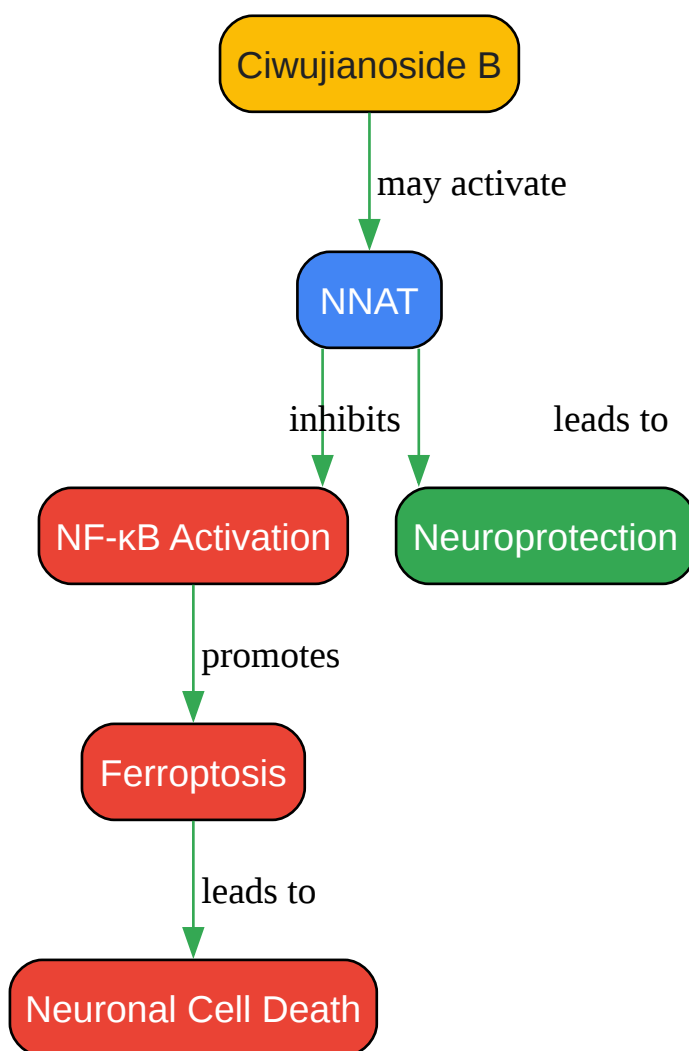 Ciwujianoside B
may activate
NNAT
inhibits
leads to
NF-κB Activation
Neuroprotection
promotes
Ferroptosis
leads to
Neuronal Cell Death